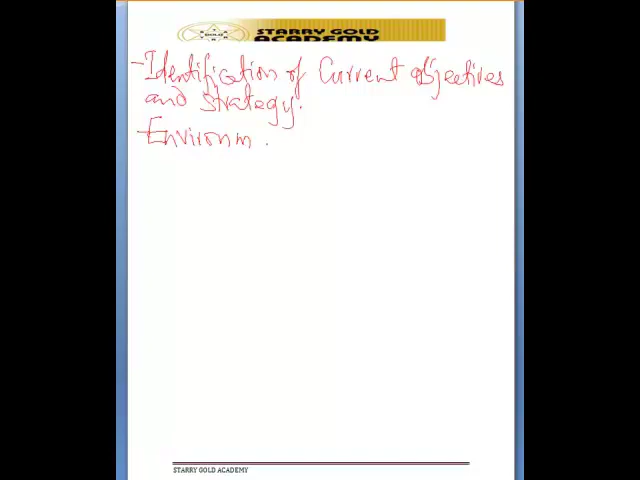 STARRY GOLD
ACADEMY
- Identification of Current objectives
and strategy.
- Environm
STARRY GOLD ACADEMY